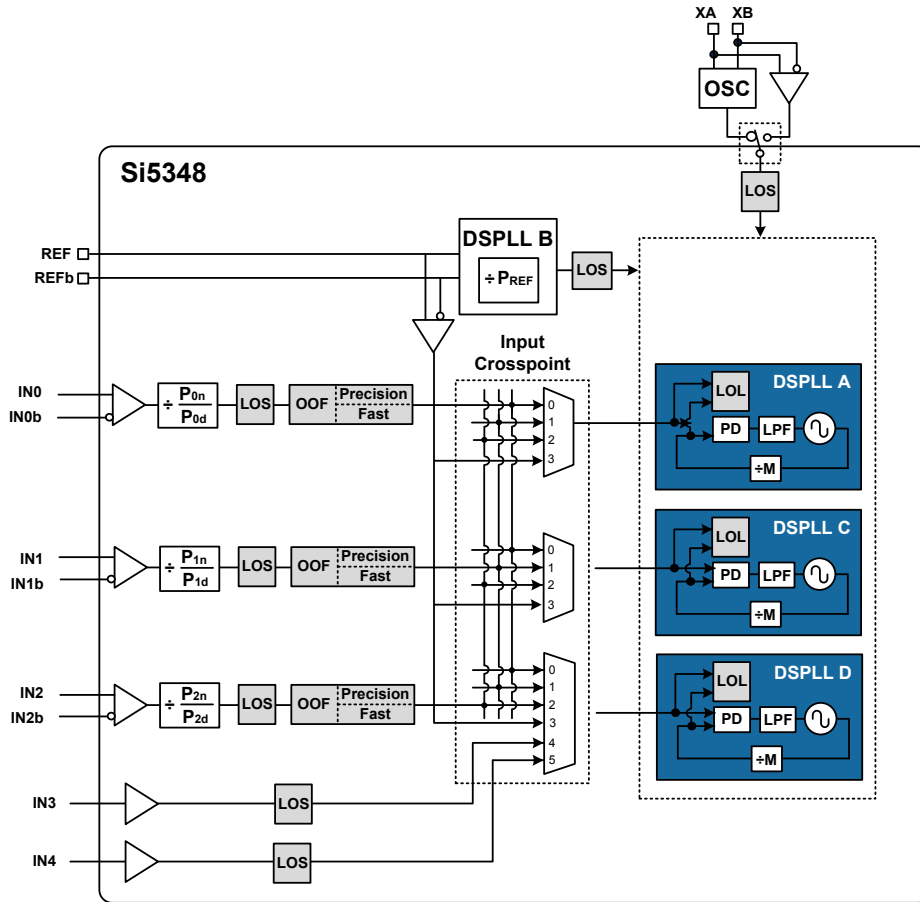 XA XB
OSC
Si5348
LOS
REF
REFb
DSPLL B
÷ PREF
LOS
Input
Crosspoint
IN0
IN0b
÷ P0n
P0d
LOS
OOF
Precision
Fast
0
1
2
3
DSPLL A
LOL
PD
LPF
÷M
IN1
IN1b
÷ P1n
P1d
LOS
OOF
Precision
Fast
0
1
2
3
DSPLL C
LOL
PD
LPF
÷M
IN2
IN2b
÷ P2n
P2d
LOS
OOF
Precision
Fast
0
1
2
3
4
5
DSPLL D
LOL
PD
LPF
÷M
IN3
LOS
IN4
LOS